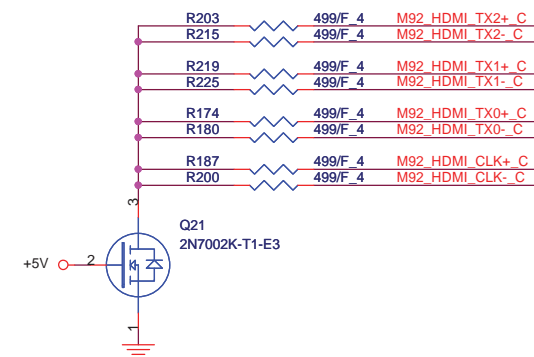 R203 499/F_4 M92_HDMI_TX2+_C
R215 499/F_4 M92_HDMI_TX2-_C
R219 499/F_4 M92_HDMI_TX1+_C
R225 499/F_4 M92_HDMI_TX1-_C
R174 499/F_4 M92_HDMI_TX0+_C
R180 499/F_4 M92_HDMI_TX0-_C
R187 499/F_4 M92_HDMI_CLK+_C
R200 499/F_4 M92_HDMI_CLK-_C
3
Q21
2N7002K-T1-E3
+5V 2
1